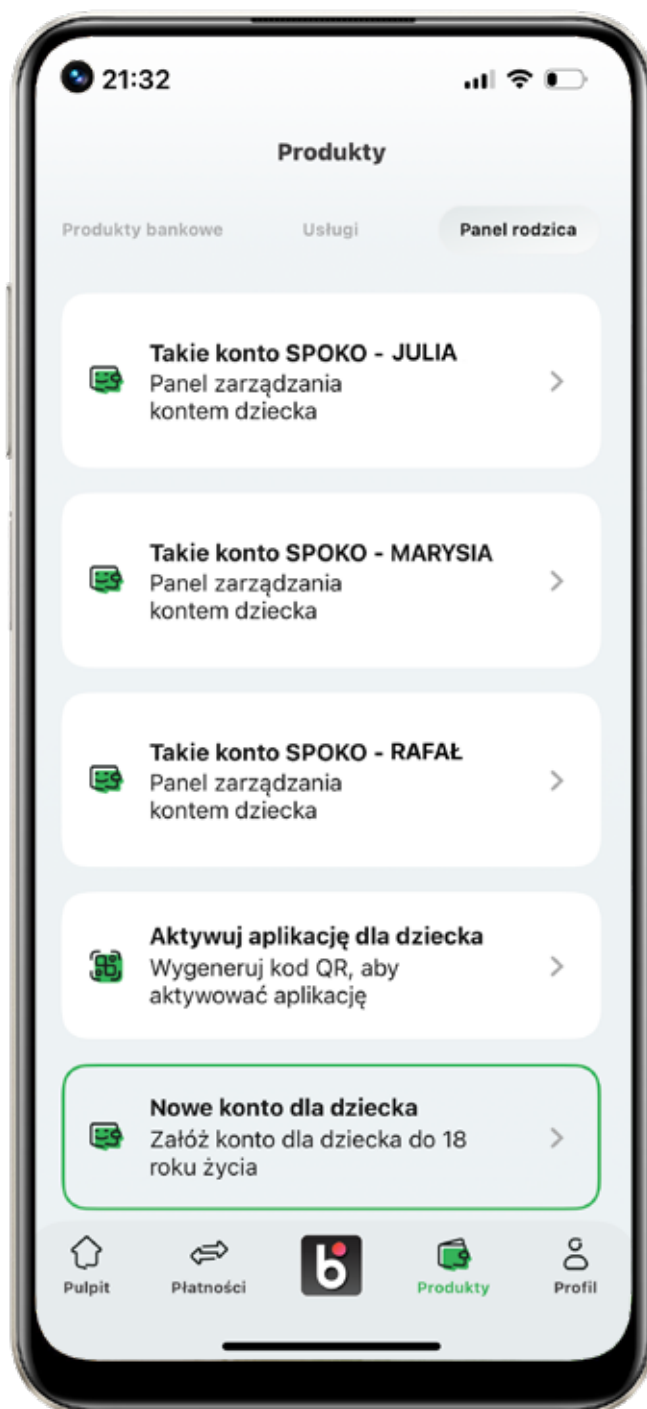 21:32
Produkty
Produkty bankowe Usługi Panel rodzica
Takie konto SPOKO - JULIA
Panel zarządzania
kontem dziecka
Takie konto SPOKO - MARYSIA
Panel zarządzania
kontem dziecka
Takie konto SPOKO - RAFAŁ
Panel zarządzania
kontem dziecka
Aktywuj aplikację dla dziecka
Wygeneruj kod QR, aby
aktywować aplikację
Nowe konto dla dziecka
Załóż konto dla dziecka do 18
roku życia
b
Pulpit Płatności Produkty Profil